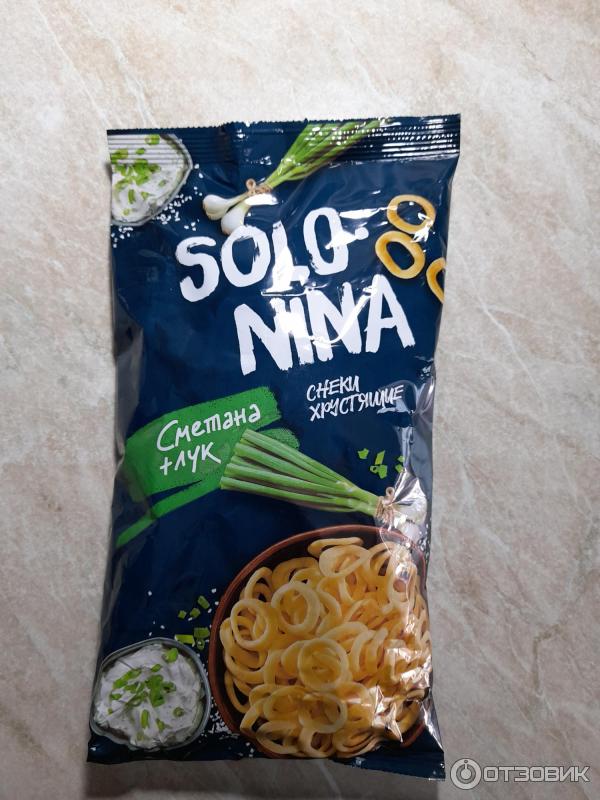 SOLO-
NINA
СНЕКИ
ХРУСТЯЩИЕ
Сметана
+лук
ОТЗОВИК